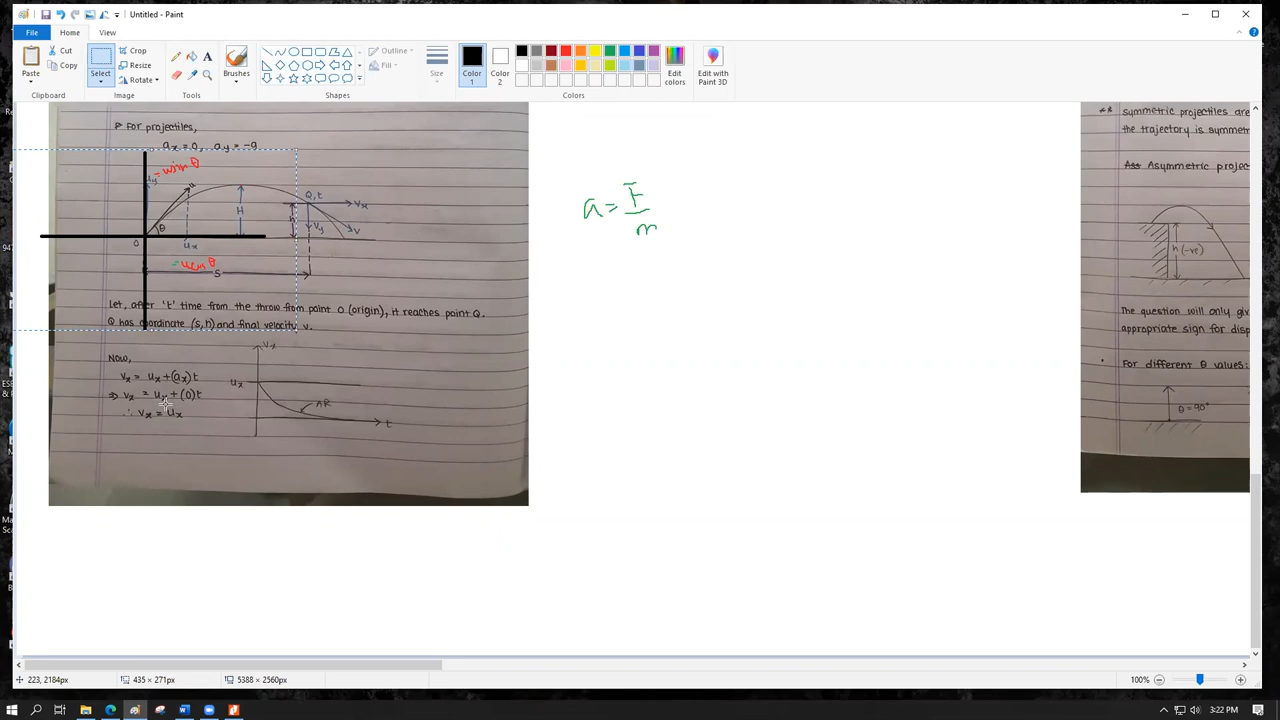 Untitled - Paint
File
Home
View
Paste
Cut
Copy
Clipboard
Select
Crop
Resize
Rotate
Image
Tools
Brushes
Outline
Fill
Shapes
Size
Color 1
Color 2
Edit colors
Edit with Paint 3D
Colors
For projectiles,
ax = 0, ay = -g
uy = usinθ
u
θ
O
ux
= ucosθ
H
h
Q, t
vx
vy
v
S
Let, after 't' time from the throw from point O (origin), it reaches point Q.
Q has coordinate (s, h) and final velocity v.
Now,
vx = ux + (ax)t
⇒ vx = ux + (0)t
∴ vx = ux
ux
AR
t
a = F/m
** symmetric projectiles are
the trajectory is symmetr
Ass Asymmetric projec
h (-ve)
The question will only giv
appropriate sign for disp
• For different θ values:
θ = 90°
223, 2184px
435 × 271px
5388 × 2560px
100%
3:22 PM